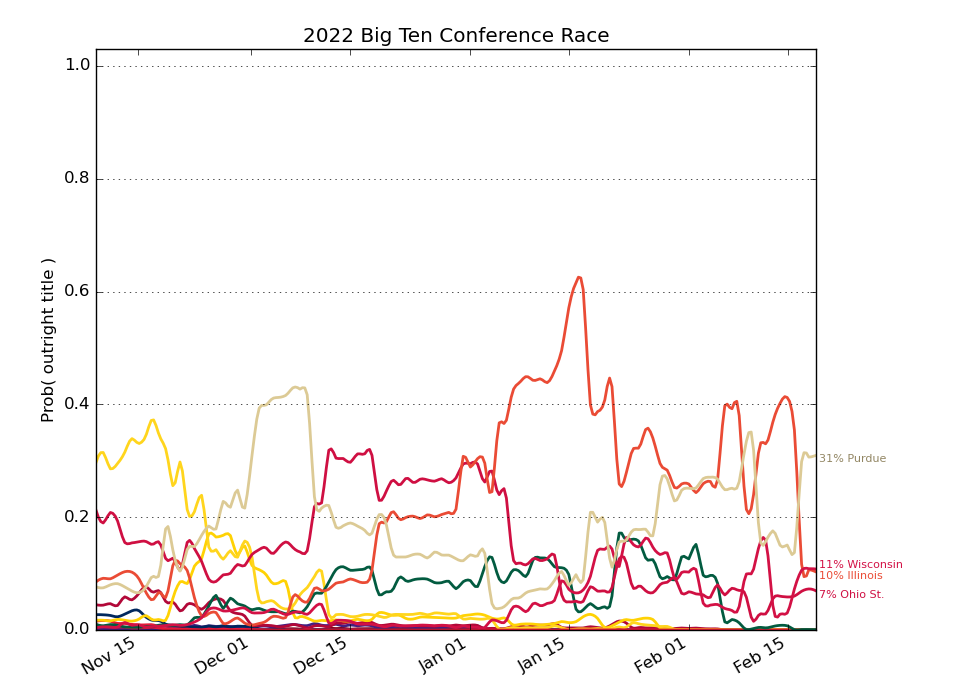 2022 Big Ten Conference Race
Prob( outright title )
1.0
0.8
0.6
0.4
0.2
0.0
31% Purdue
11% Wisconsin
10% Illinois
7% Ohio St.
Nov 15
Dec 01
Dec 15
Jan 01
Jan 15
Feb 01
Feb 15